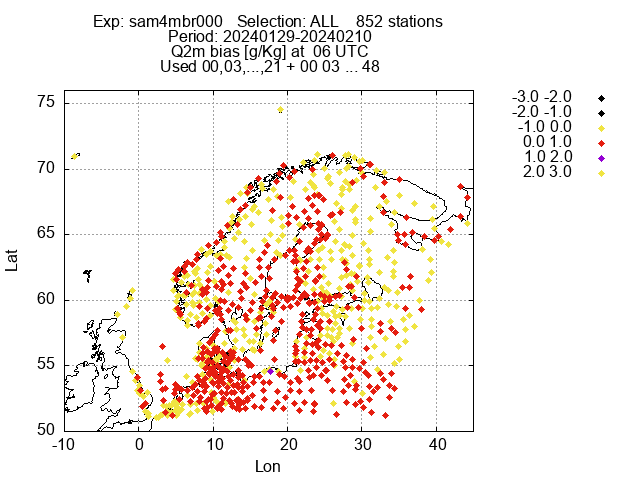 Exp: sam4mbr000   Selection: ALL    852 stations
Period: 20240129-20240210
Q2m bias [g/Kg] at  06 UTC
Used 00,03,...,21 + 00 03 ... 48
-3.0 -2.0
-2.0 -1.0
-1.0 0.0
0.0 1.0
1.0 2.0
2.0 3.0
75
70
65
60
55
50
Lat
-10 0 10 20 30 40
Lon